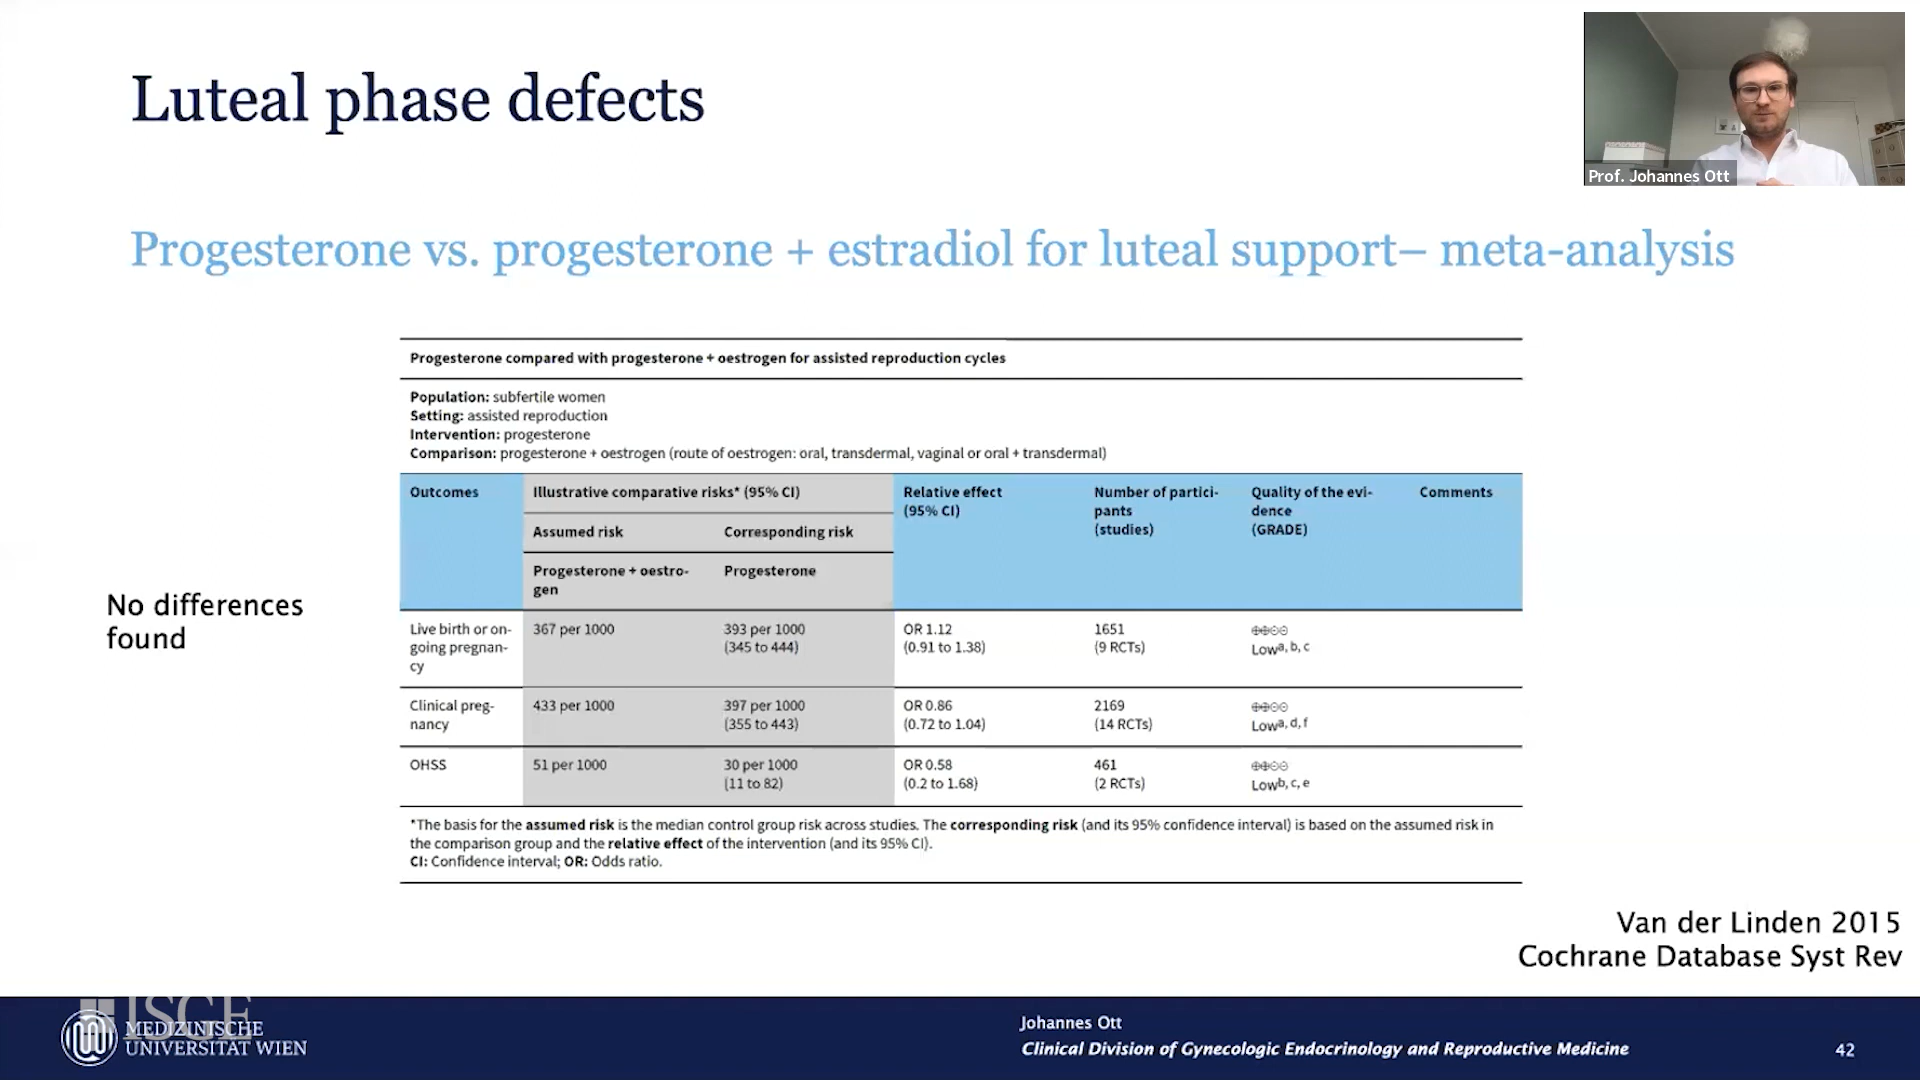 Luteal phase defects
Prof. Johannes Ott
Progesterone vs. progesterone + estradiol for luteal support– meta-analysis
No differences
found
Progesterone compared with progesterone + oestrogen for assisted reproduction cycles
Population: subfertile women
Setting: assisted reproduction
Intervention: progesterone
Comparison: progesterone + oestrogen (route of oestrogen: oral, transdermal, vaginal or oral + transdermal)
Outcomes
Illustrative comparative risks* (95% CI)
Relative effect
(95% CI)
Number of partici-
pants
(studies)
Quality of the evi-
dence
(GRADE)
Comments
Assumed risk
Corresponding risk
Progesterone + oestro-
gen
Progesterone
Live birth or on-
going pregnan-
cy
367 per 1000
393 per 1000
(345 to 444)
OR 1.12
(0.91 to 1.38)
1651
(9 RCTs)
⊕⊕⊝⊝
Lowa, b, c
Clinical preg-
nancy
433 per 1000
397 per 1000
(355 to 443)
OR 0.86
(0.72 to 1.04)
2169
(14 RCTs)
⊕⊕⊝⊝
Lowa, d, f
OHSS
51 per 1000
30 per 1000
(11 to 82)
OR 0.58
(0.2 to 1.68)
461
(2 RCTs)
⊕⊕⊝⊝
Lowb, c, e
*The basis for the assumed risk is the median control group risk across studies. The corresponding risk (and its 95% confidence interval) is based on the assumed risk in
the comparison group and the relative effect of the intervention (and its 95% CI).
CI: Confidence interval; OR: Odds ratio.
Van der Linden 2015
Cochrane Database Syst Rev
ISGE
MEDIZINISCHE
UNIVERSITÄT WIEN
Johannes Ott
Clinical Division of Gynecologic Endocrinology and Reproductive Medicine
42